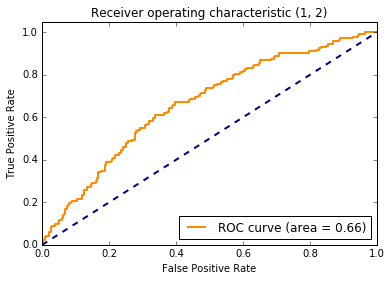 Receiver operating characteristic (1, 2)
1.0
0.8
0.6
0.4
0.2
0.0
True Positive Rate
ROC curve (area = 0.66)
0.0 0.2 0.4 0.6 0.8 1.0
False Positive Rate